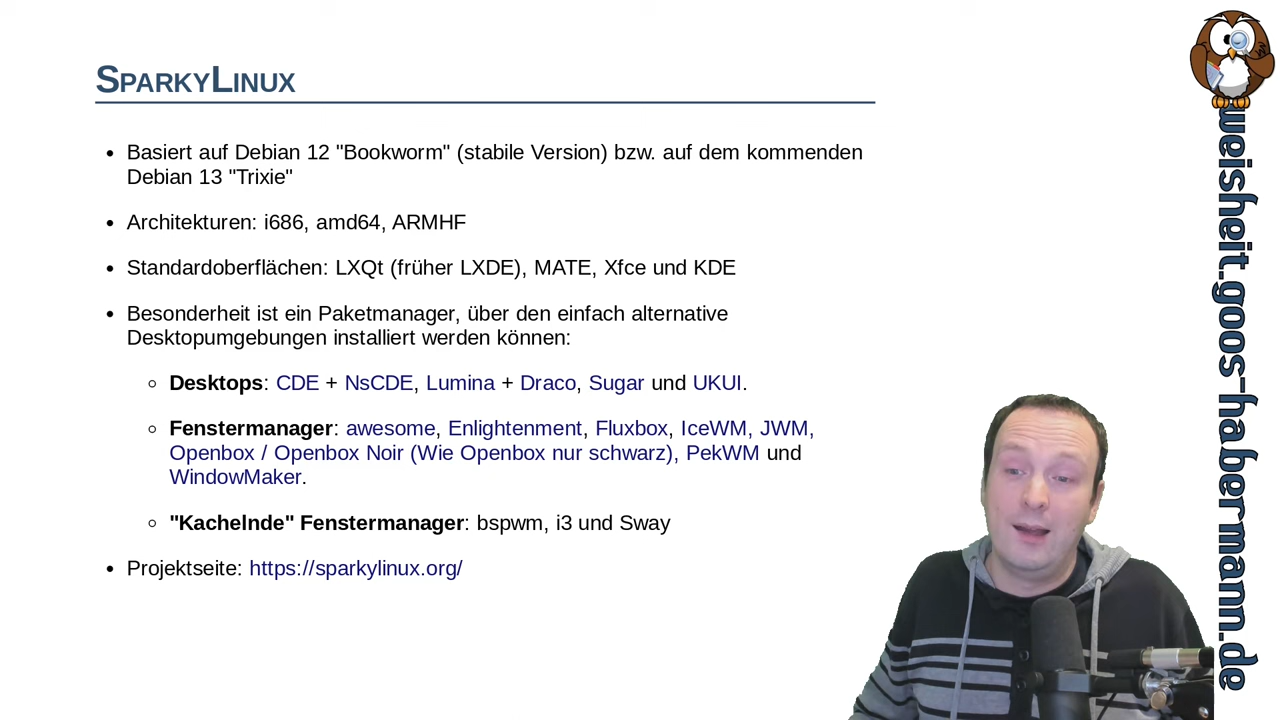 SPARKYLINUX
• Basiert auf Debian 12 "Bookworm" (stabile Version) bzw. auf dem kommenden
Debian 13 "Trixie"
• Architekturen: i686, amd64, ARMHF
• Standardoberflächen: LXQt (früher LXDE), MATE, Xfce und KDE
• Besonderheit ist ein Paketmanager, über den einfach alternative
Desktopumgebungen installiert werden können:
◦ Desktops: CDE + NsCDE, Lumina + Draco, Sugar und UKUI.
◦ Fenstermanager: awesome, Enlightenment, Fluxbox, IceWM, JWM,
Openbox / Openbox Noir (Wie Openbox nur schwarz), PekWM und
WindowMaker.
◦ "Kachelnde" Fenstermanager: bspwm, i3 und Sway
• Projektseite: https://sparkylinux.org/
weisheit.goos-habermann.de